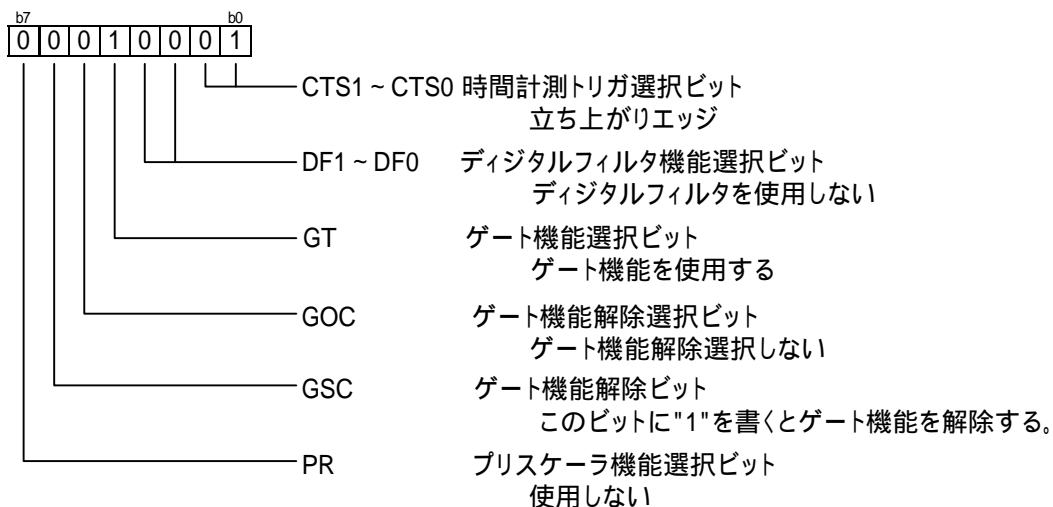 b7 b0
0 0 0 1 0 0 0 1
CTS1 ~ CTS0 時間計測トリガ選択ビット
立ち上がりエッジ
DF1 ~ DF0 ディジタルフィルタ機能選択ビット
ディジタルフィルタを使用しない
GT ゲート機能選択ビット
ゲート機能を使用する
GOC ゲート機能解除選択ビット
ゲート機能解除選択しない
GSC ゲート機能解除ビット
このビットに"1"を書くとゲート機能を解除する。
PR プリスケーラ機能選択ビット
使用しない